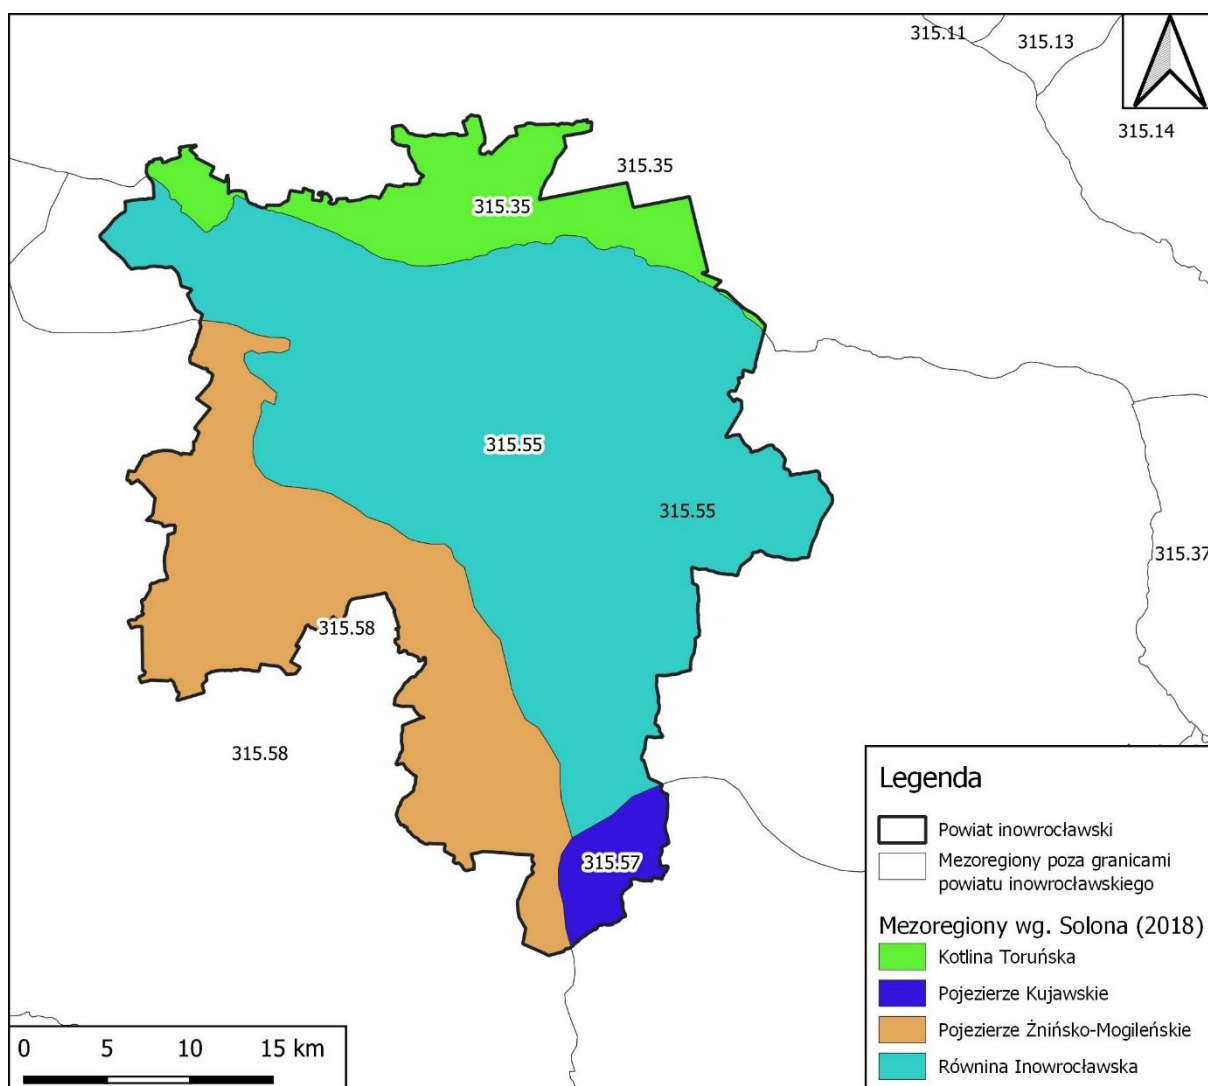 315.11
315.13
315.14
315.35
315.35
315.55
315.55
315.37
315.58
315.58
315.57
Legenda
Powiat inowrocławski
Mezoregiony poza granicami
powiatu inowrocławskiego
Mezoregiony wg. Solona (2018)
Kotlina Toruńska
Pojezierze Kujawskie
Pojezierze Żnińsko-Mogileńskie
Równina Inowrocławska
0 5 10 15 km